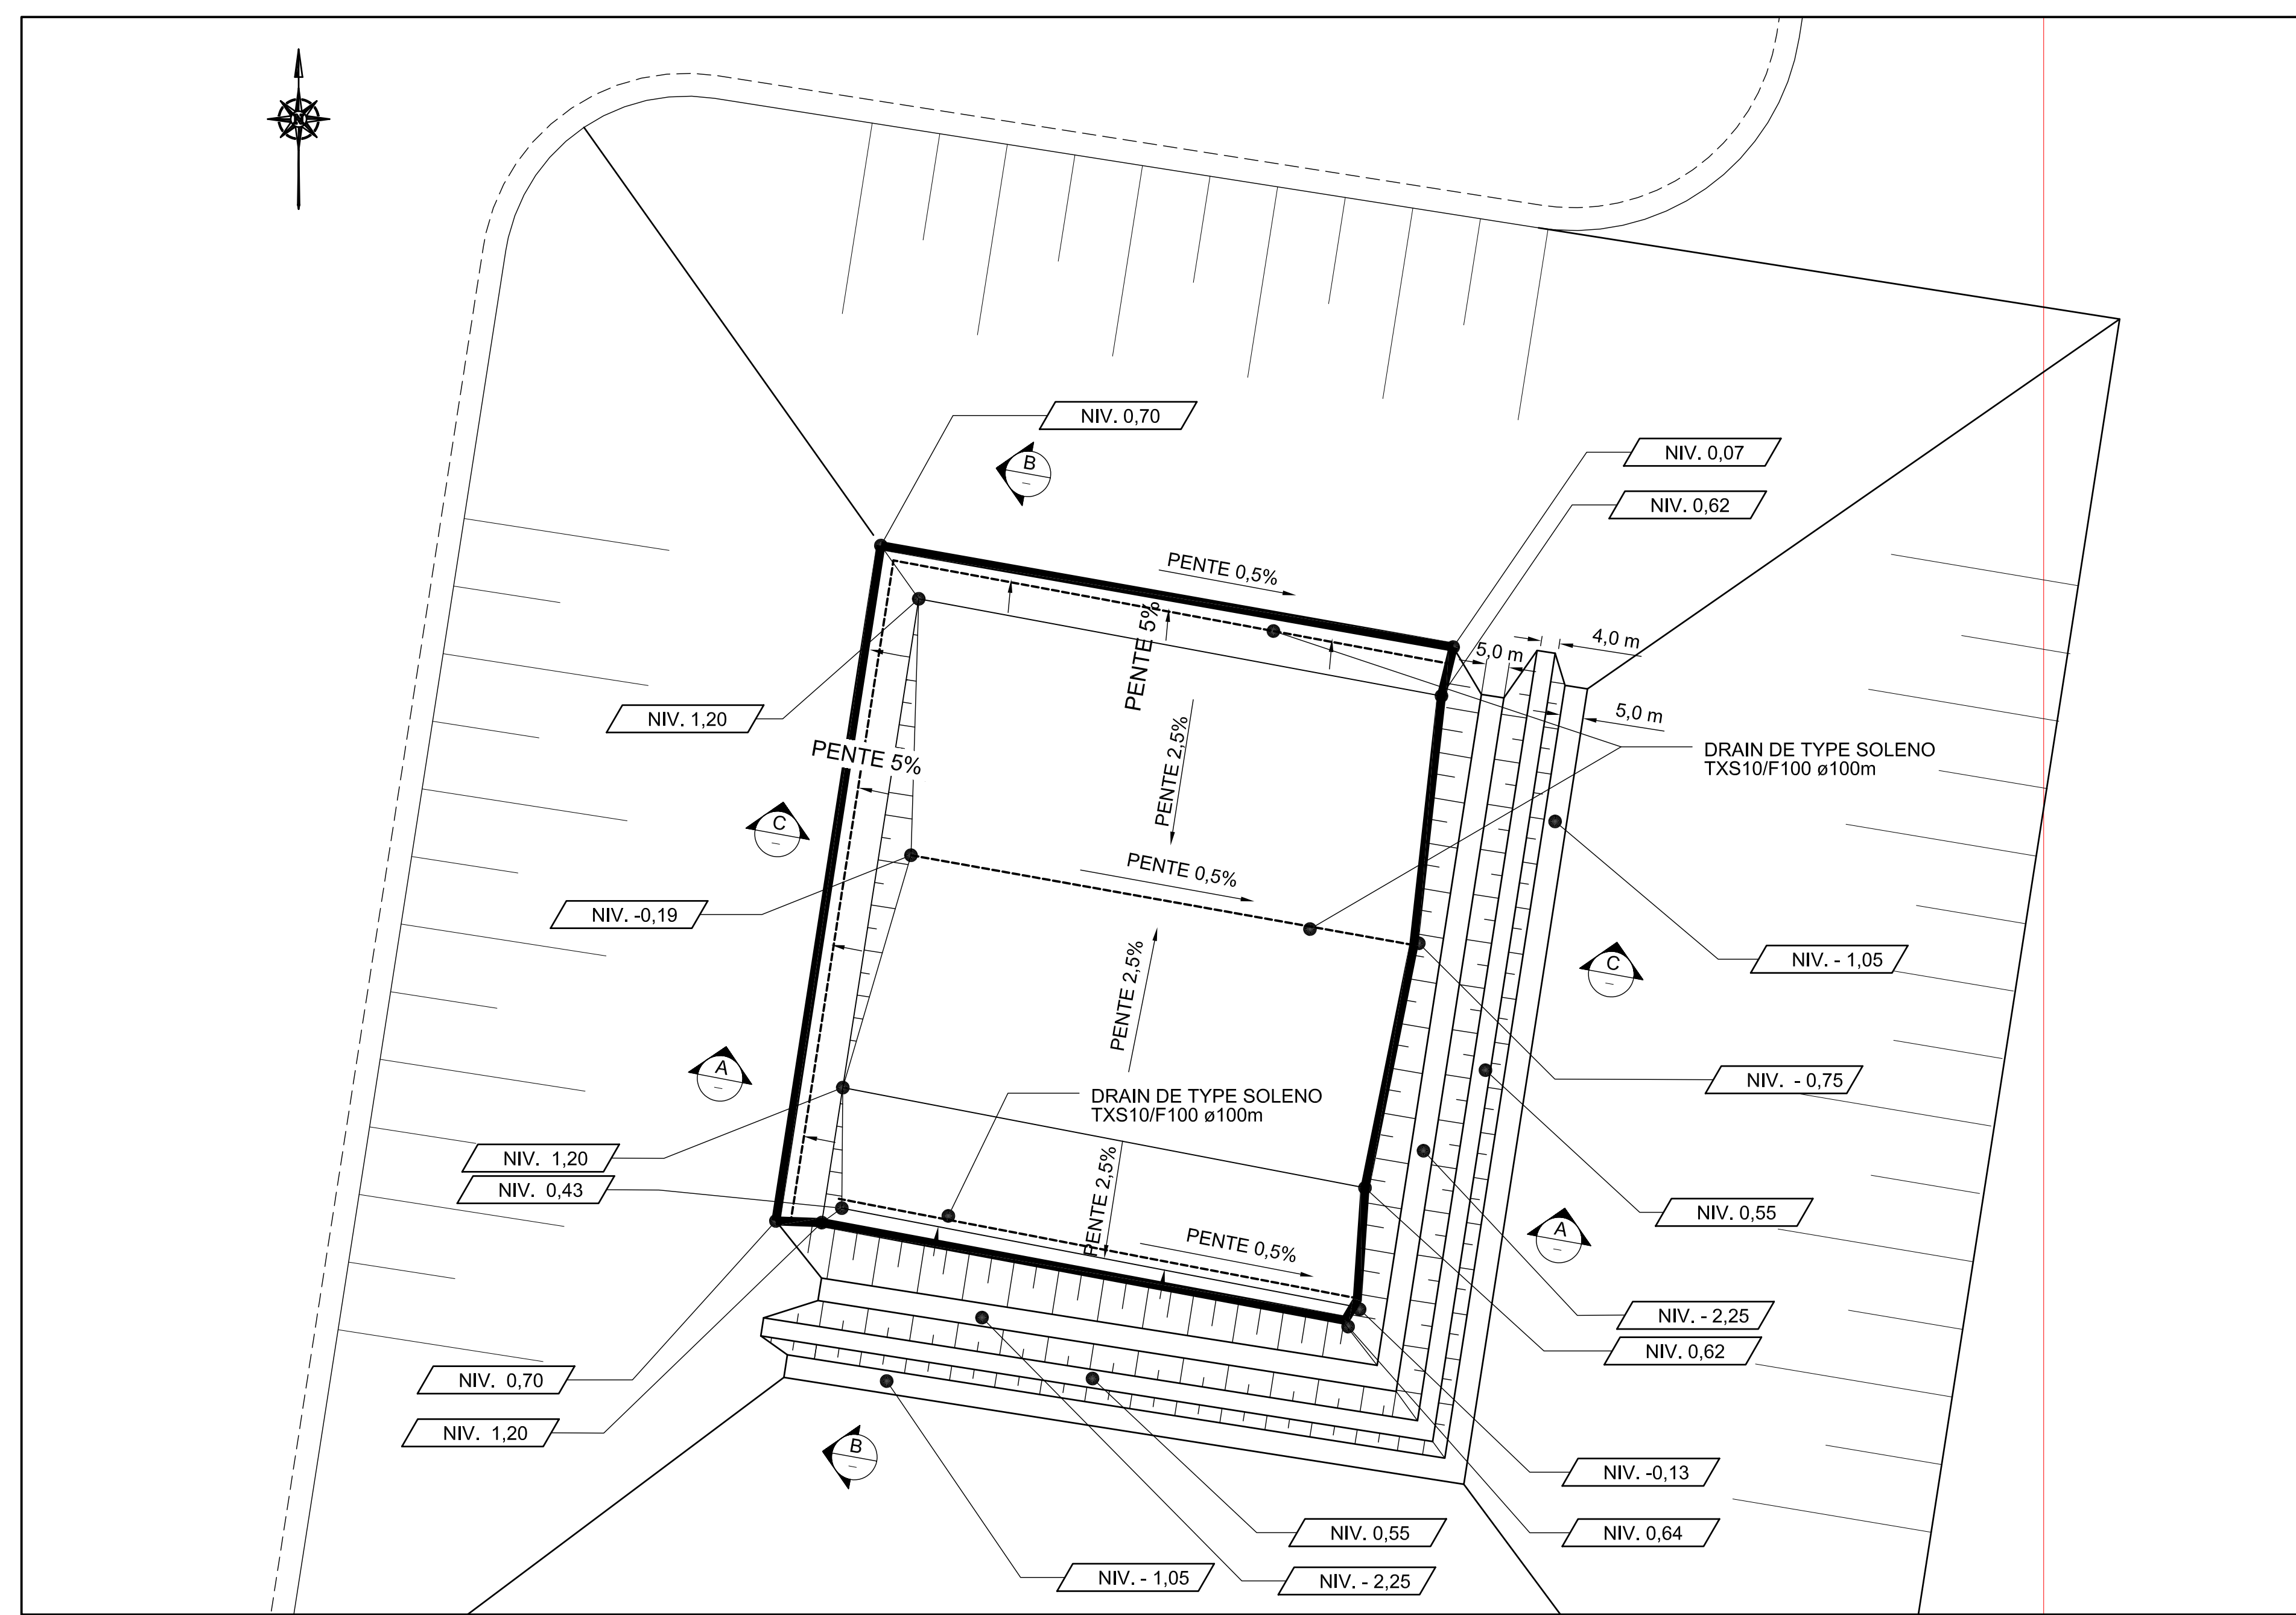 N
NIV. 0,70
B
NIV. 0,07
NIV. 0,62
PENTE 0,5%
PENTE 5%
5,0 m
4,0 m
NIV. 1,20
5,0 m
PENTE 5%
PENTE 2,5%
DRAIN DE TYPE SOLENO
TXS10/F100 ø100m
C
PENTE 0,5%
NIV. -0,19
NIV. - 1,05
C
PENTE 2,5%
A
NIV. - 0,75
DRAIN DE TYPE SOLENO
TXS10/F100 ø100m
NIV. 1,20
NIV. 0,43
PENTE 2,5%
NIV. 0,55
A
PENTE 0,5%
NIV. - 2,25
NIV. 0,62
NIV. 0,70
NIV. 1,20
B
NIV. -0,13
NIV. 0,55
NIV. 0,64
NIV. - 1,05
NIV. - 2,25